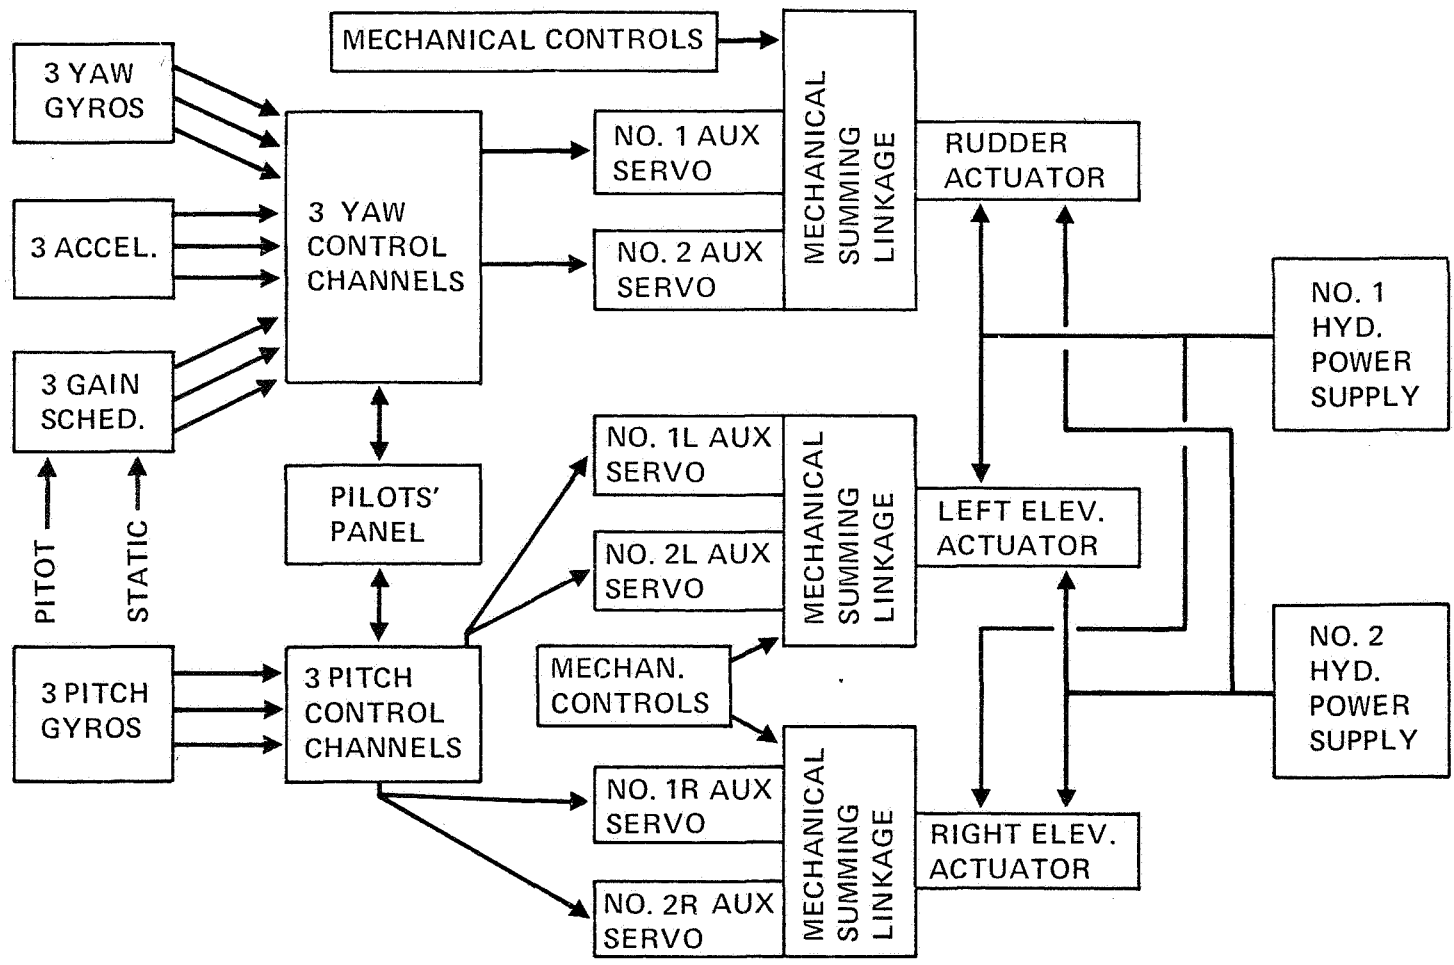 MECHANICAL CONTROLS
3 YAW
GYROS
3 ACCEL.
3 GAIN
SCHED.
PITOT
STATIC
3 PITCH
GYROS
3 YAW
CONTROL
CHANNELS
PILOTS'
PANEL
3 PITCH
CONTROL
CHANNELS
NO. 1 AUX
SERVO
NO. 2 AUX
SERVO
MECHANICAL
SUMMING
LINKAGE
RUDDER
ACTUATOR
NO. 1L AUX
SERVO
NO. 2L AUX
SERVO
MECHANICAL
SUMMING
LINKAGE
LEFT ELEV.
ACTUATOR
MECHAN.
CONTROLS
NO. 1R AUX
SERVO
NO. 2R AUX
SERVO
MECHANICAL
SUMMING
LINKAGE
RIGHT ELEV.
ACTUATOR
NO. 1
HYD.
POWER
SUPPLY
NO. 2
HYD.
POWER
SUPPLY